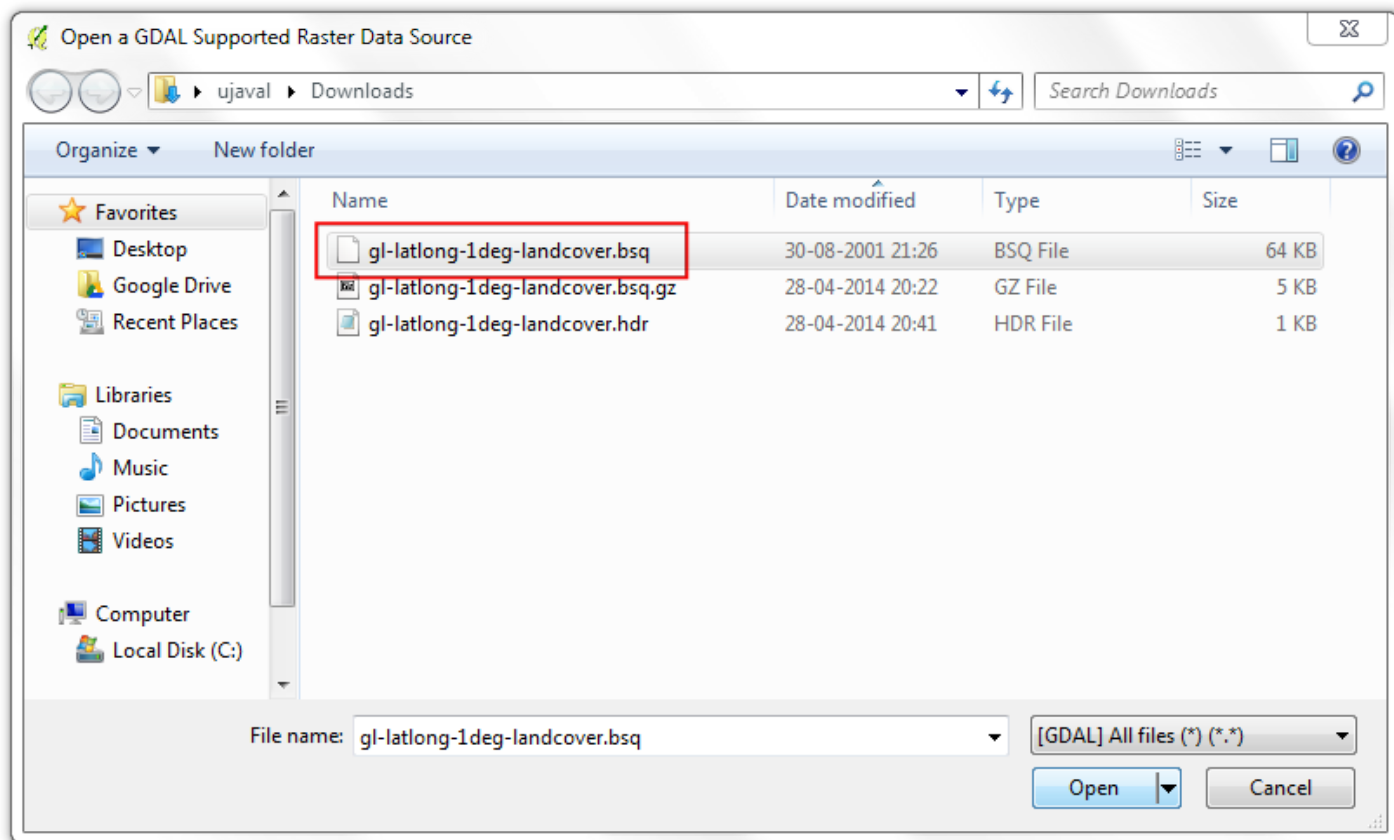 Open a GDAL Supported Raster Data Source
ujaval Downloads Search Downloads
Organize New folder
Name Date modified Type Size
gl-latlong-1deg-landcover.bsq 30-08-2001 21:26 BSQ File 64 KB
gl-latlong-1deg-landcover.bsq.gz 28-04-2014 20:22 GZ File 5 KB
gl-latlong-1deg-landcover.hdr 28-04-2014 20:41 HDR File 1 KB
Favorites
Desktop
Google Drive
Recent Places
Libraries
Documents
Music
Pictures
Videos
Computer
Local Disk (C:)
File name: gl-latlong-1deg-landcover.bsq [GDAL] All files (*) (*.*)
Open Cancel